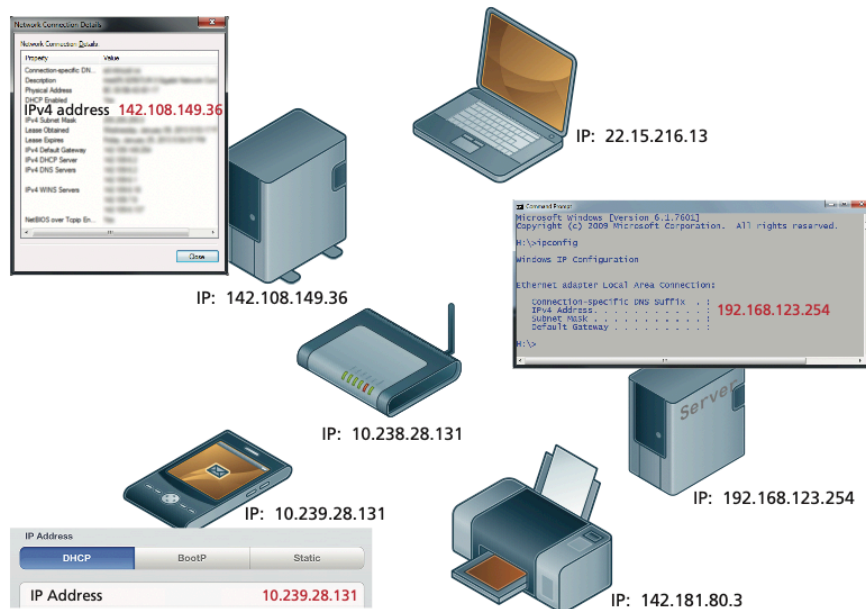 Network Connection Details
Network Connection Details:
Property Value
Connection-specific DN...
Description
Physical Address
DHCP Enabled
IPv4 address 142.108.149.36
IPv4 Subnet Mask
Lease Obtained
Lease Expires
IPv4 Default Gateway
IPv4 DHCP Server
IPv4 DNS Servers
IPv4 WINS Servers
NetBIOS over Tcpip En...
Close
IP: 142.108.149.36
IP: 22.15.216.13
Command Prompt
Microsoft Windows [Version 6.1.7601]
Copyright (c) 2009 Microsoft Corporation. All rights reserved.
H:\>ipconfig
Windows IP Configuration
Ethernet adapter Local Area Connection:
Connection-specific DNS Suffix . :
IPv4 Address. . . . . . . . . . . : 192.168.123.254
Subnet Mask . . . . . . . . . . . :
Default Gateway . . . . . . . . . :
H:\>
Server
IP: 192.168.123.254
IP: 10.238.28.131
IP: 10.239.28.131
IP Address
DHCP BootP Static
IP Address 10.239.28.131
IP: 142.181.80.3